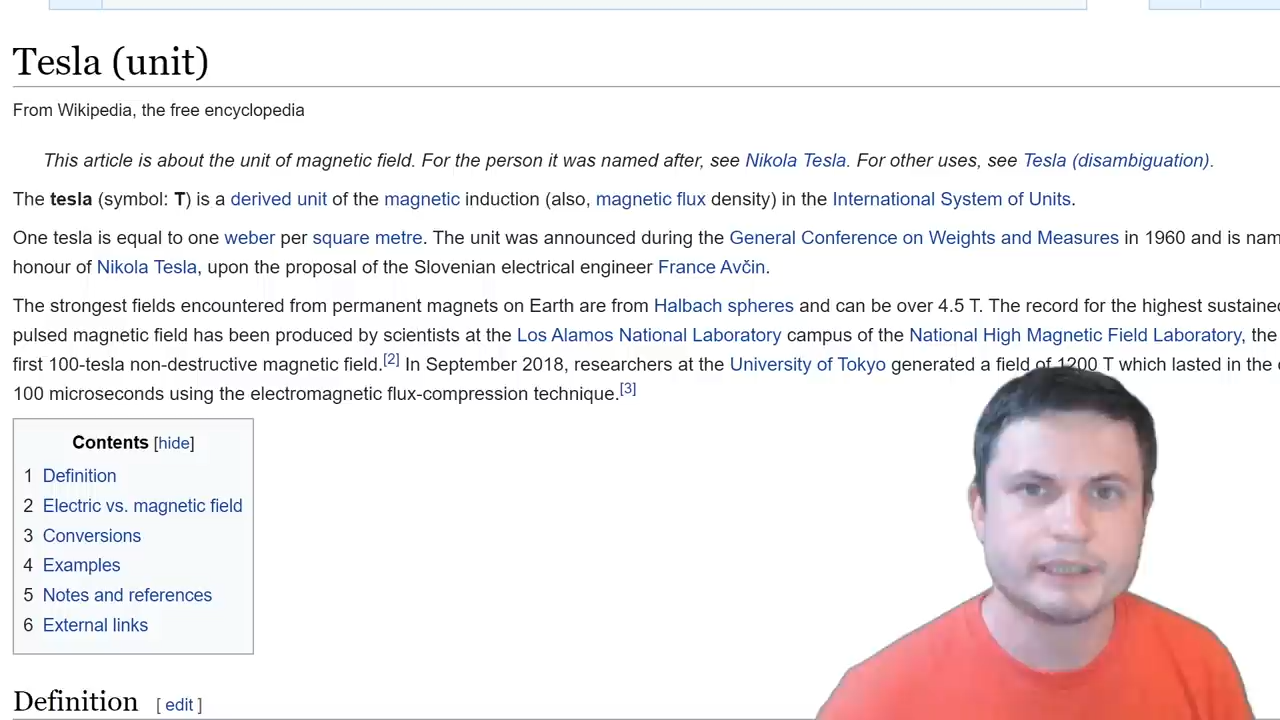 Tesla (unit)
From Wikipedia, the free encyclopedia
This article is about the unit of magnetic field. For the person it was named after, see Nikola Tesla. For other uses, see Tesla (disambiguation).
The tesla (symbol: T) is a derived unit of the magnetic induction (also, magnetic flux density) in the International System of Units.
One tesla is equal to one weber per square metre. The unit was announced during the General Conference on Weights and Measures in 1960 and is nam
honour of Nikola Tesla, upon the proposal of the Slovenian electrical engineer France Avčin.
The strongest fields encountered from permanent magnets on Earth are from Halbach spheres and can be over 4.5 T. The record for the highest sustaine
pulsed magnetic field has been produced by scientists at the Los Alamos National Laboratory campus of the National High Magnetic Field Laboratory, the
first 100-tesla non-destructive magnetic field.[2] In September 2018, researchers at the University of Tokyo generated a field of 1200 T which lasted in the
100 microseconds using the electromagnetic flux-compression technique.[3]
Contents [hide]
1 Definition
2 Electric vs. magnetic field
3 Conversions
4 Examples
5 Notes and references
6 External links
Definition [ edit ]